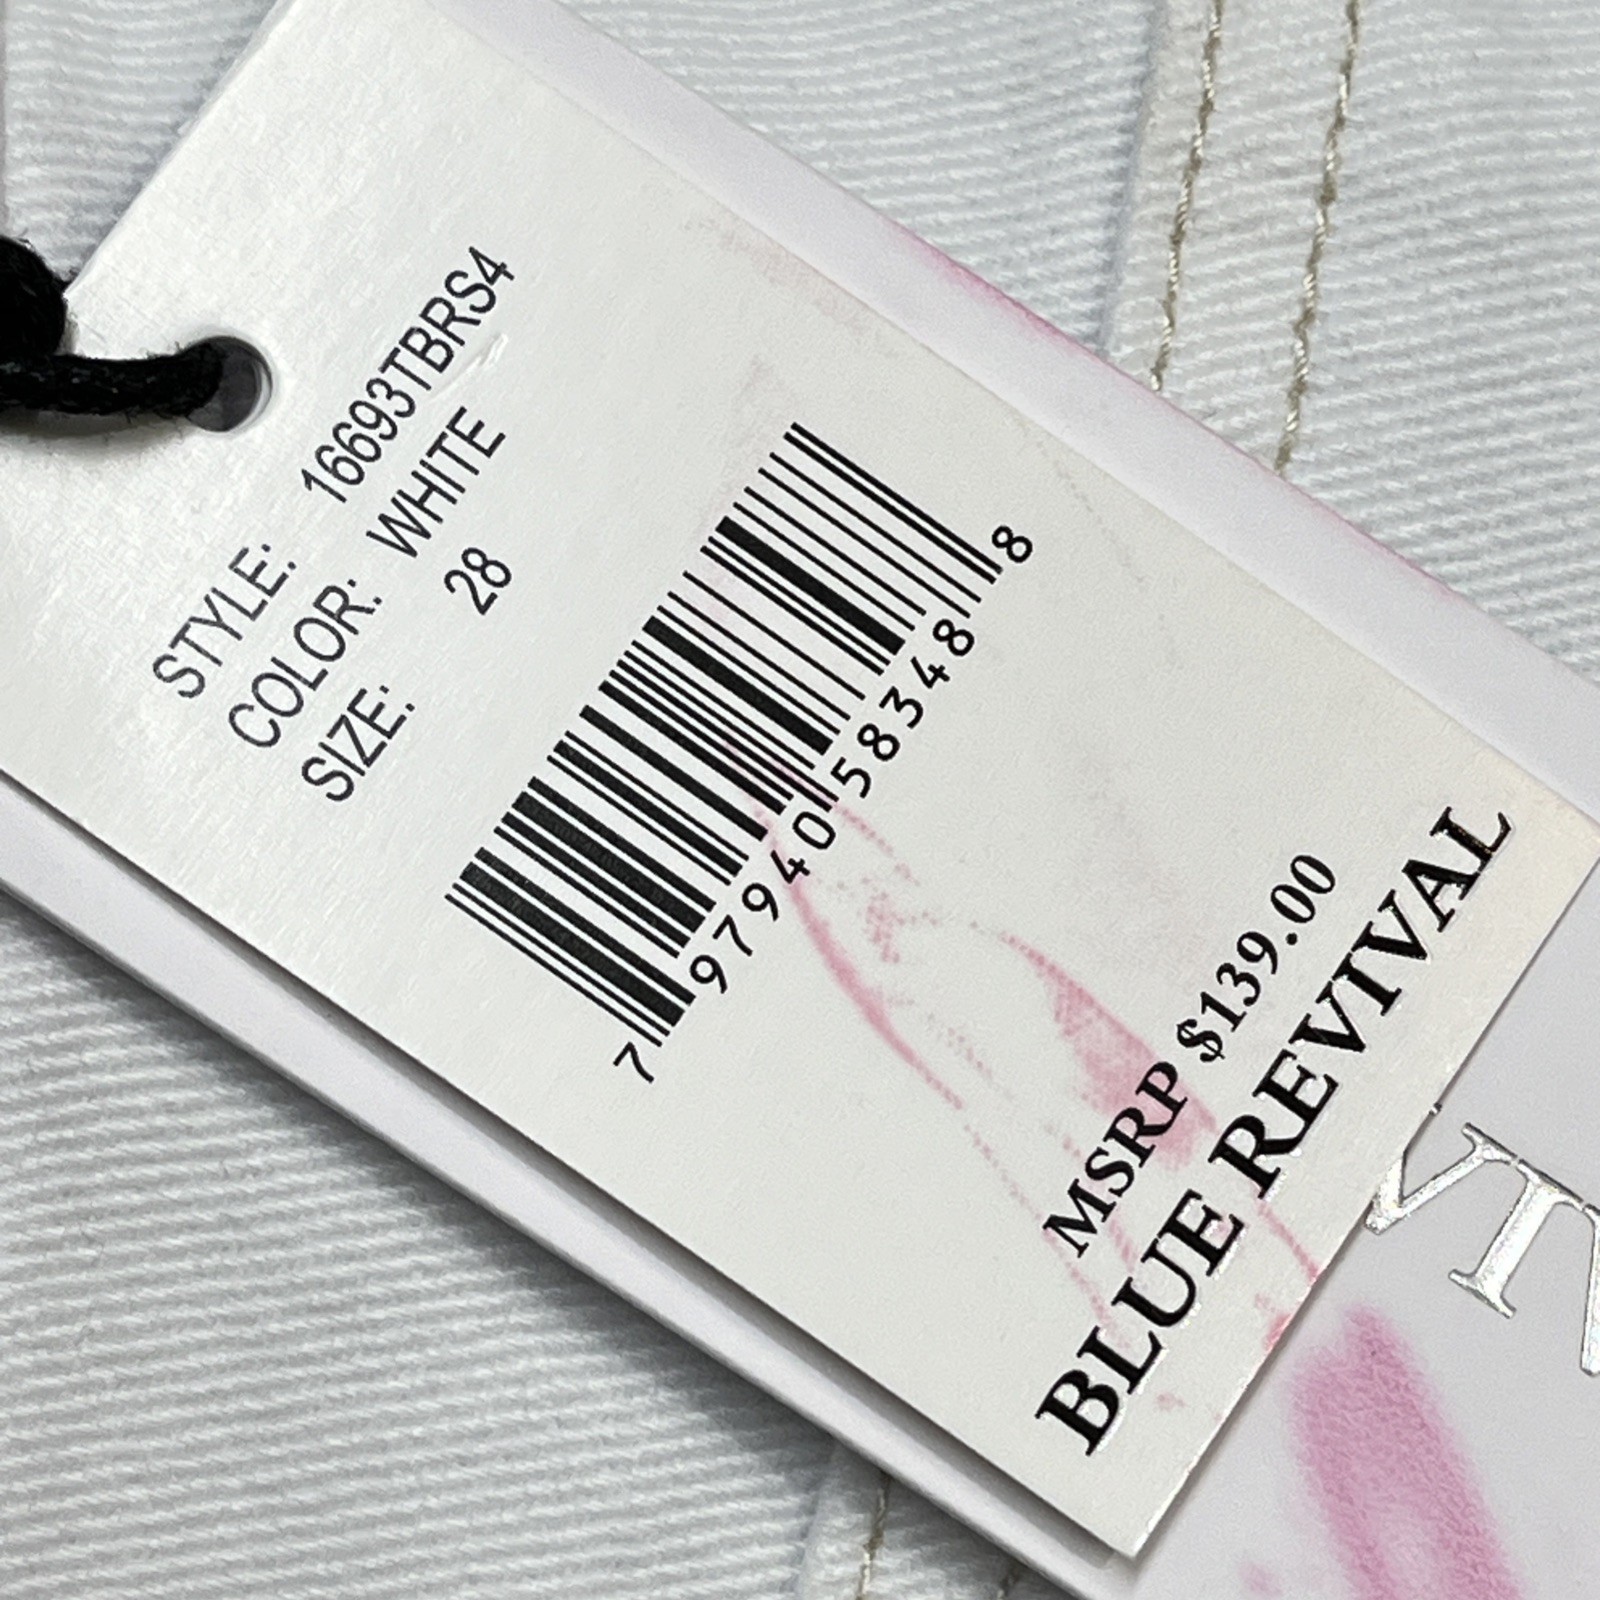 STYLE: 16693TBRS4
COLOR: WHITE
SIZE: 28
7 97940 58348 8
MSRP $139.00
BLUE REVIVAL